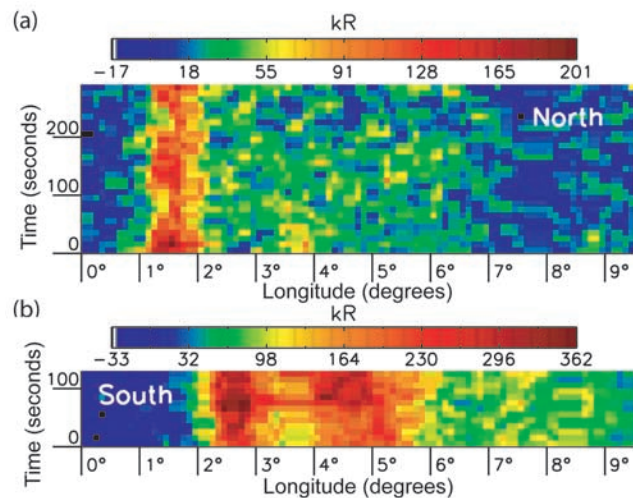 (a)
kR
−17 18 55 91 128 165 201
North
Time (seconds)
200
100
0
0° 1° 2° 3° 4° 5° 6° 7° 8° 9°
Longitude (degrees)
(b)
kR
−33 32 98 164 230 296 362
South
Time (seconds)
100
0
0° 1° 2° 3° 4° 5° 6° 7° 8° 9°
Longitude (degrees)